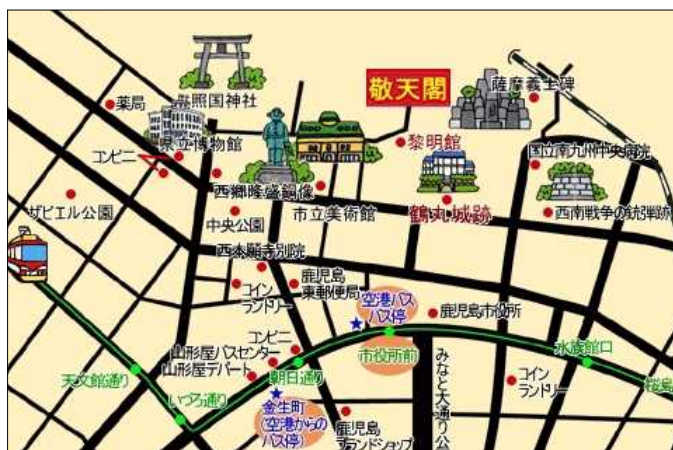 敬天閣
薩摩義士碑
照国神社
薬局
県立博物館
黎明館
国立南九州中央病院
コンビニ
ザビエル公園
西郷隆盛銅像
市立美術館
鶴丸城跡
西南戦争の銃弾跡
中央公園
西本願寺別院
コイン
ランドリー
鹿児島
東郵便局
空港バス
バス停
鹿児島市役所
コンビニ
山形屋バスセンター
山形屋デパート
朝日通り
市役所前
水族館口
天文館通り
いづろ通り
金生町
(空港からの
バス停)
鹿児島
ブランドショップ
みなと大通り公
コイン
ランドリー
桜島